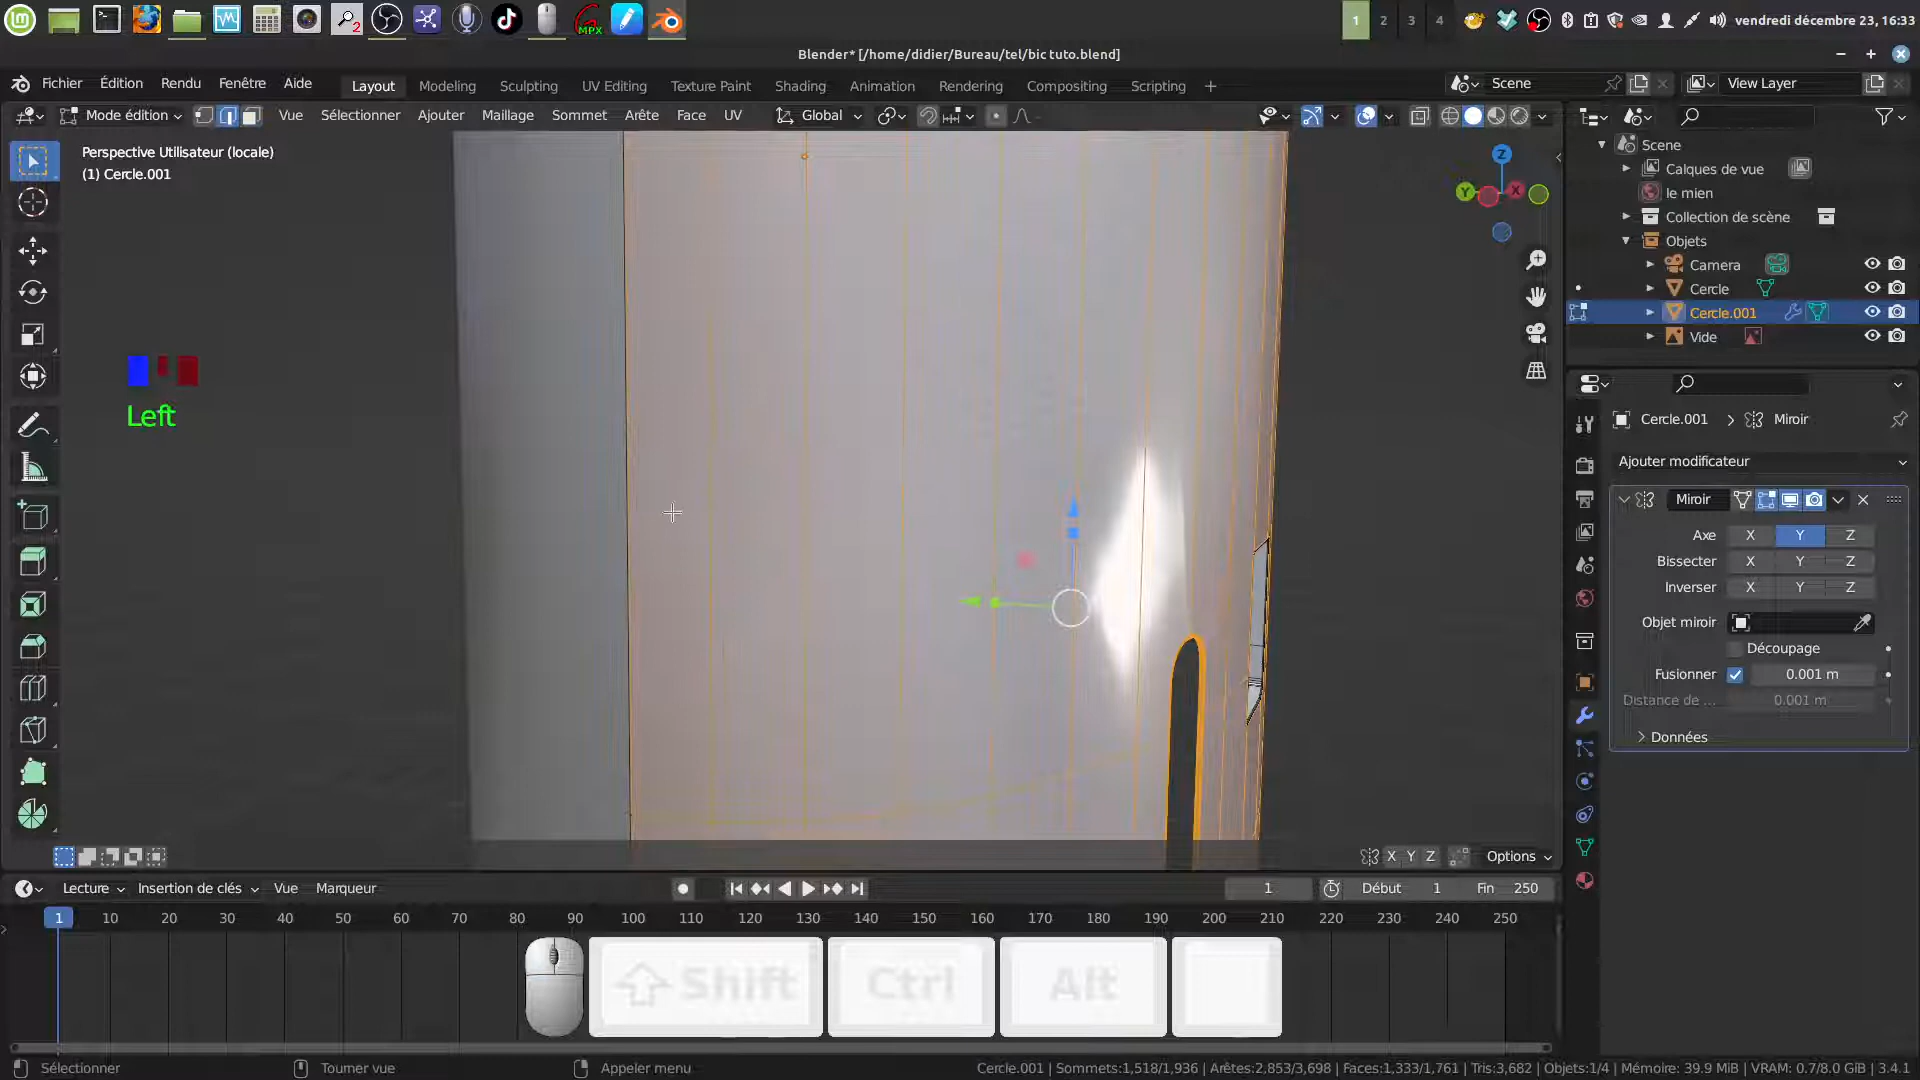 2
MPX
1 2 3 4
vendredi décembre 23, 16:33
Blender* [/home/didier/Bureau/tel/bic tuto.blend]
Fichier Édition Rendu Fenêtre Aide
Layout Modeling Sculpting UV Editing Texture Paint Shading Animation Rendering Compositing Scripting +
Scene
View Layer
Mode édition Vue Sélectionner Ajouter Maillage Sommet Arête Face UV
Global
Perspective Utilisateur (locale)
(1) Cercle.001
Z
Y X
Left
Scene
Calques de vue
le mien
Collection de scène
Objets
Camera
Cercle
Cercle.001
Vide
Cercle.001 > Miroir
Ajouter modificateur
Miroir
Axe X Y Z
Bissecter X Y Z
Inverser X Y Z
Objet miroir
Découpage
Fusionner 0.001 m
Distance de ... 0.001 m
Données
X Y Z Options
Lecture Insertion de clés Vue Marqueur
1 Début 1 Fin 250
1 10 20 30 40 50 60 70 80 90 100 110 120 130 140 150 160 170 180 190 200 210 220 230 240 250
Shift Ctrl Alt
Sélectionner Tourner vue Appeler menu
Cercle.001 | Sommets:1,518/1,936 | Arêtes:2,853/3,698 | Faces:1,333/1,761 | Tris:3,682 | Objets:1/4 | Mémoire: 39.9 MiB | VRAM: 0.7/8.0 GiB | 3.4.1